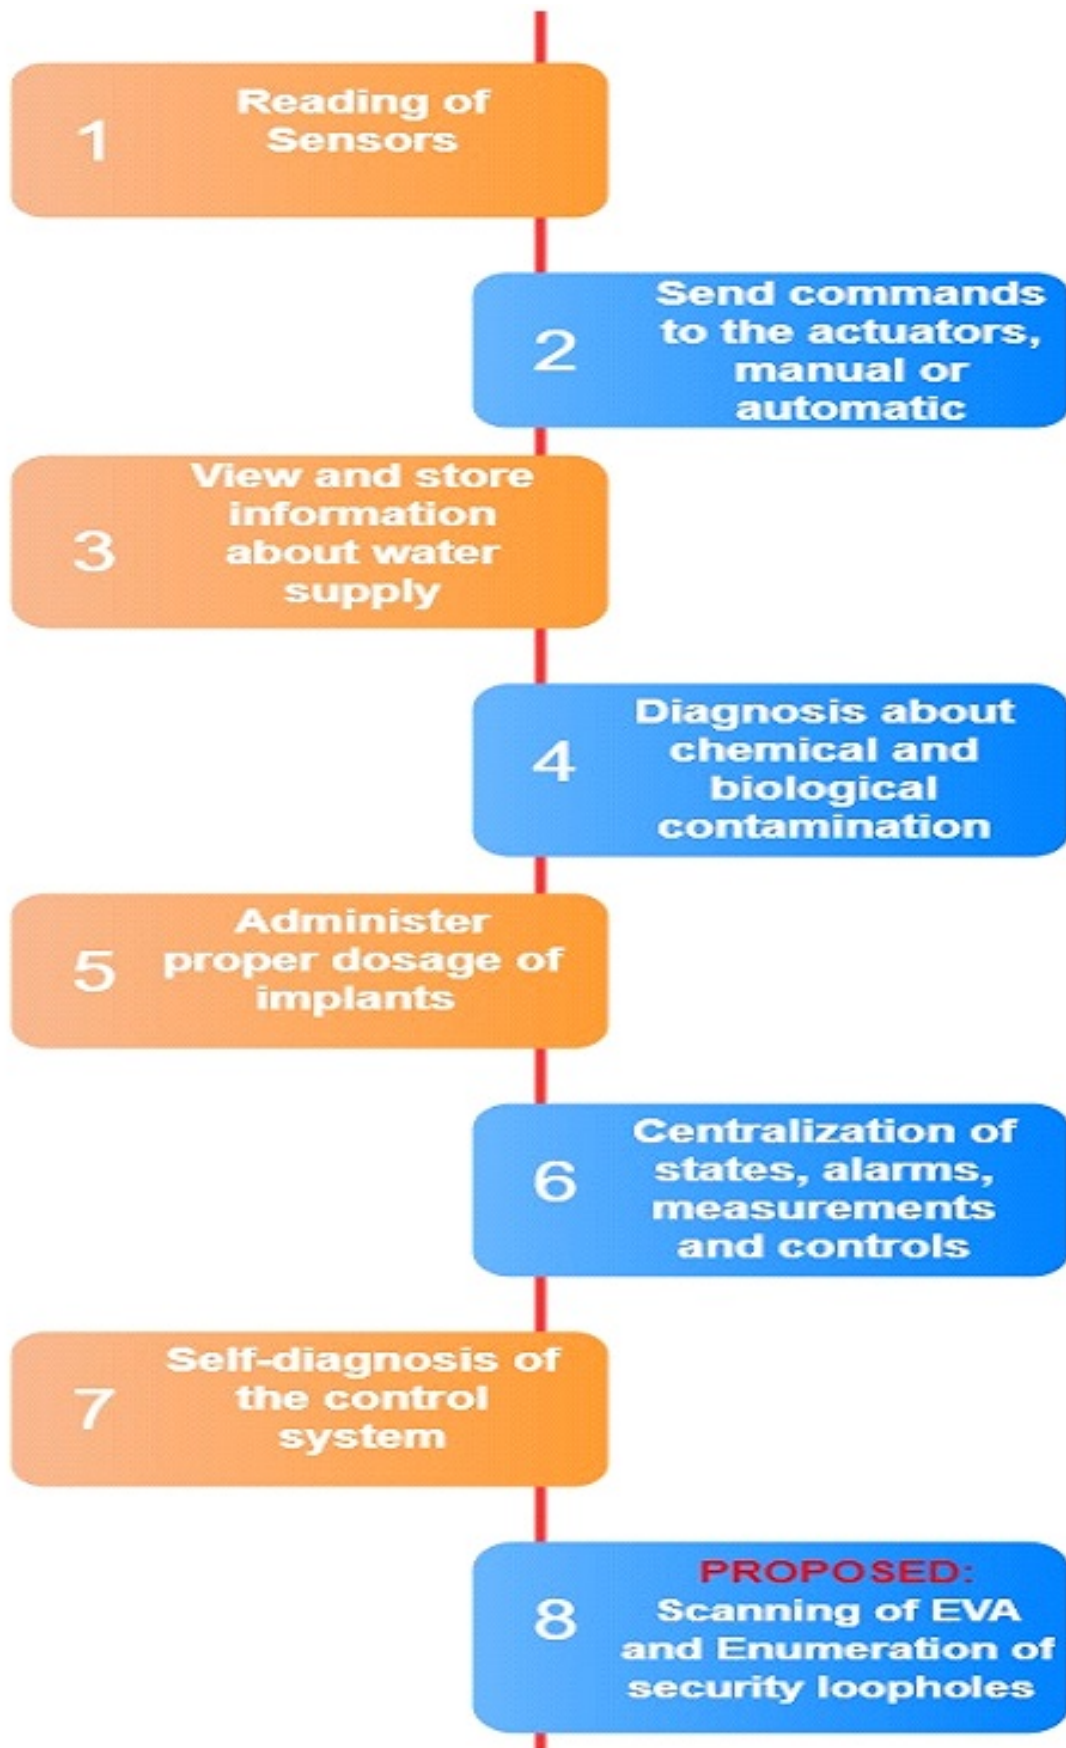 1
Reading of
Sensors
2
Send commands
to the actuators,
manual or
automatic
3
View and store
information
about water
supply
4
Diagnosis about
chemical and
biological
contamination
5
Administer
proper dosage of
implants
6
Centralization of
states, alarms,
measurements
and controls
7
Self-diagnosis of
the control
system
8
PROPOSED:
Scanning of EVA
and Enumeration of
security loopholes